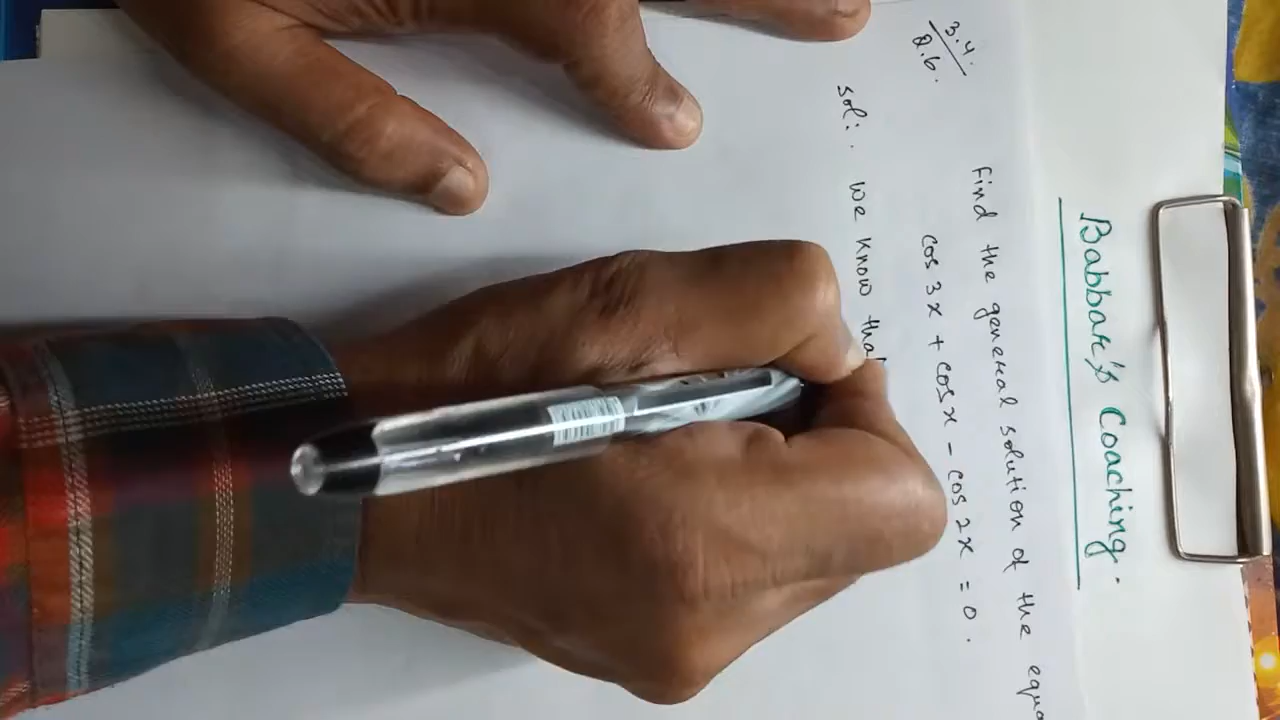 Babbar's Coaching.
3.4.
Q.6.
Find the general solution of the equa
cos 3x + cos x - cos 2x = 0.
Sol:. We know that